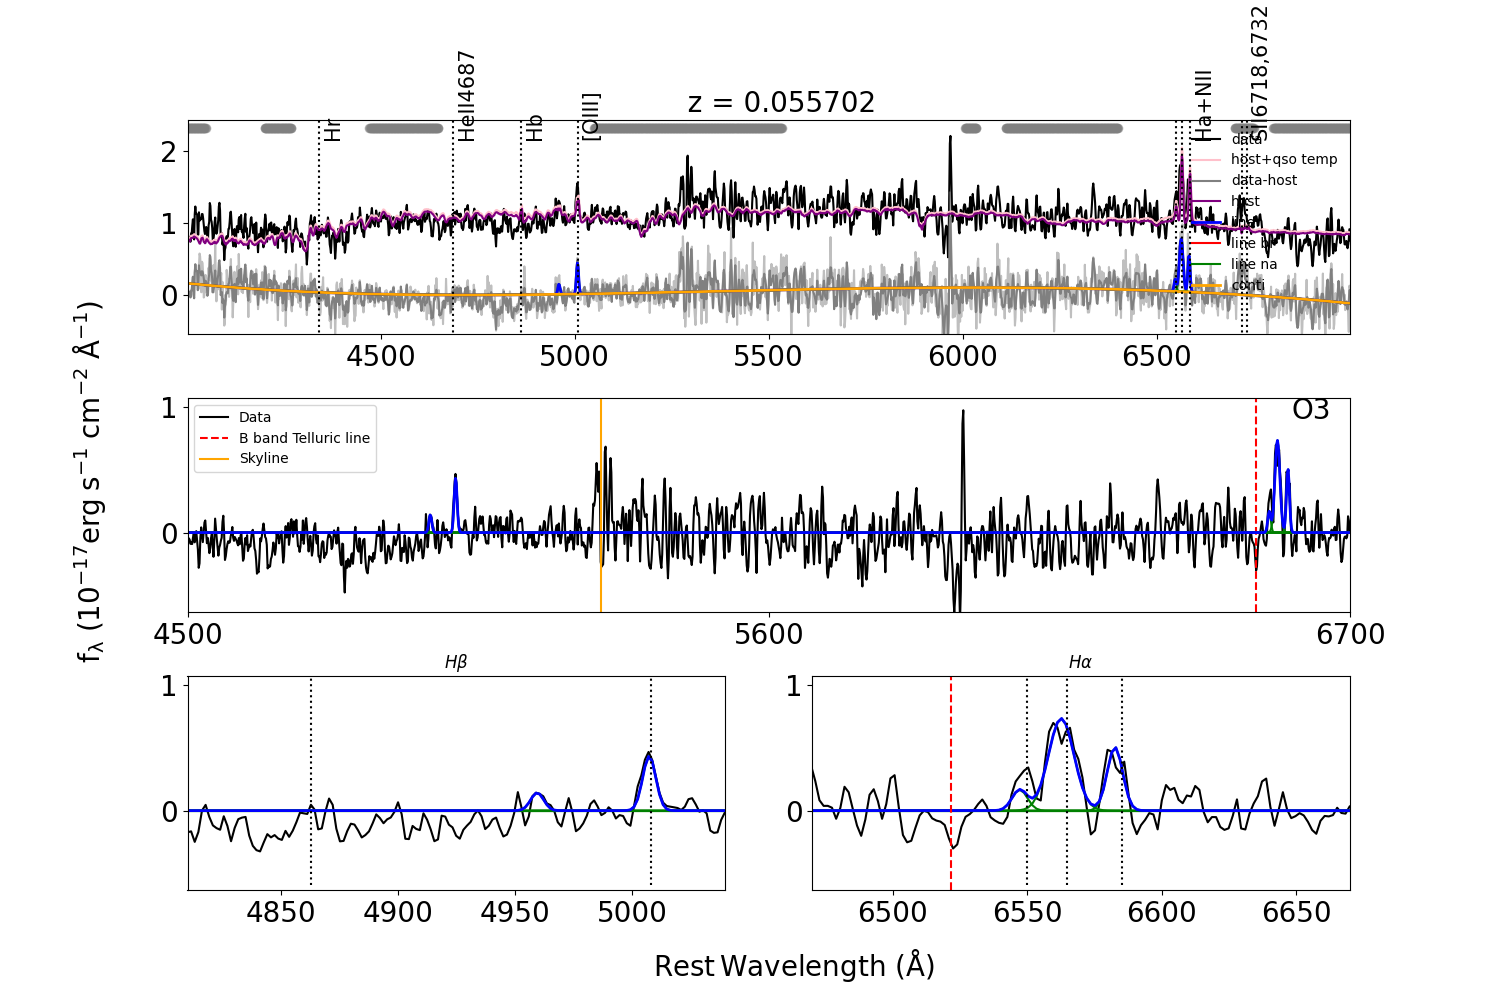 z = 0.055702
Hr
HeII4687
Hb
[OIII]
Ha+NII
SII6718,6732
data
host+qso temp
data-host
host
line
line br
line na
conti
2
1
0
4500
5000
5500
6000
6500
f_λ (10^−17 erg s^−1 cm^−2 Å^−1)
O3
Data
B band Telluric line
Skyline
1
0
4500
5600
6700
Hβ
1
0
4850
4900
4950
5000
Hα
1
0
6500
6550
6600
6650
Rest Wavelength (Å)